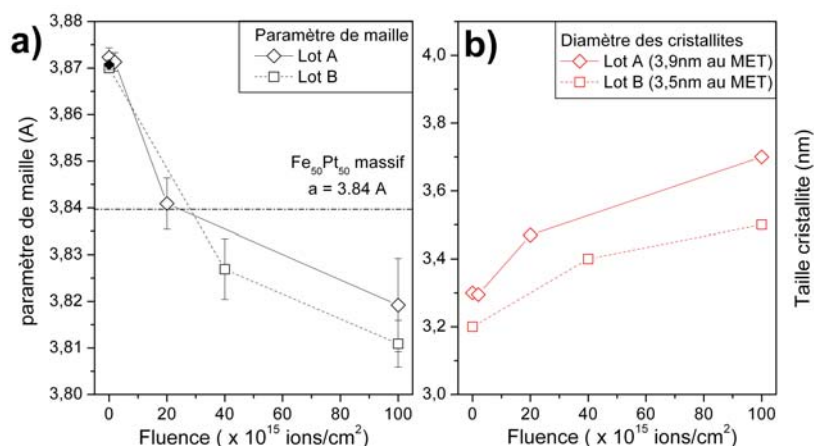 a)
3,88
3,87
3,86
3,85
3,84
3,83
3,82
3,81
3,80
paramètre de maille (A)
Paramètre de maille
Lot A
Lot B
Fe50Pt50 massif
a = 3.84 A
0 20 40 60 80 100
Fluence ( x 10^15 ions/cm²)
b)
4,0
3,8
3,6
3,4
3,2
3,0
Diamètre des cristallites
Lot A (3,9nm au MET)
Lot B (3,5nm au MET)
0 20 40 60 80 100
Fluence ( x 10^15 ions/cm²)
Taille cristallite (nm)